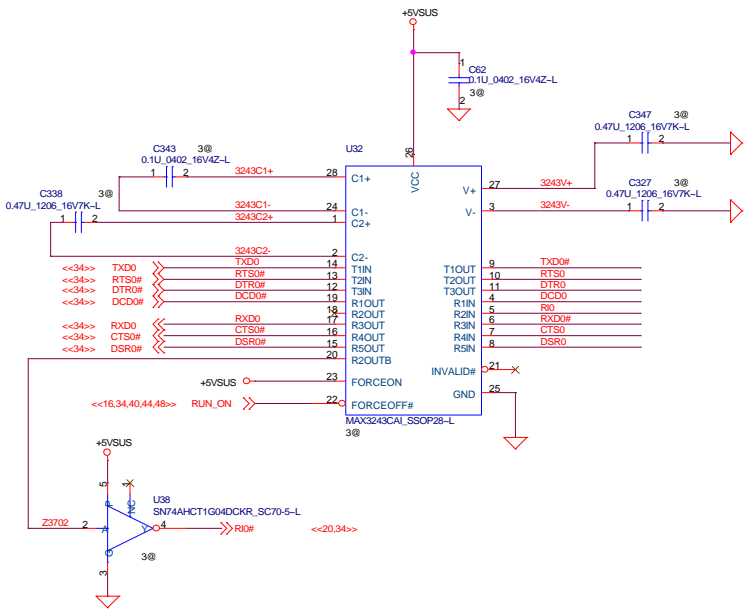 +5VSUS
1
C62
0.1U_0402_16V4Z-L
2
3@
C347 3@
0.47U_1206_16V7K-L
1 2
C343 3@
0.1U_0402_16V4Z-L
1 2
U32
26
VCC
3243C1+ 28 C1+
V+ 27 3243V+
C327 3@
0.47U_1206_16V7K-L
1 2
C338 3@
0.47U_1206_16V7K-L
1 2
3243C1- 24 C1-
V- 3 3243V-
3243C2+ 1 C2+
3243C2- 2 C2-
<<34>> TXD0 TXD0 14 T1IN T1OUT 9 TXD0#
<<34>> RTS0# RTS0# 13 T2IN T2OUT 10 RTS0
<<34>> DTR0# DTR0# 12 T3IN T3OUT 11 DTR0
<<34>> DCD0# DCD0# 19 R1OUT R1IN 4 DCD0
18 R2OUT R2IN 5 RI0
<<34>> RXD0 RXD0 17 R3OUT R3IN 6 RXD0#
<<34>> CTS0# CTS0# 16 R4OUT R4IN 7 CTS0
<<34>> DSR0# DSR0# 15 R5OUT R5IN 8 DSR0
20 R2OUTB
INVALID# 21
+5VSUS 23 FORCEON
GND 25
<<16,34,40,44,48>> RUN_ON 22 FORCEOFF#
MAX3243CAI_SSOP28-L
3@
+5VSUS
5 1
P NC
U38
SN74AHCT1G04DCKR_SC70-5-L
Z3702 2 A Y 4 RI0# <<20,34>>
G
3
3@